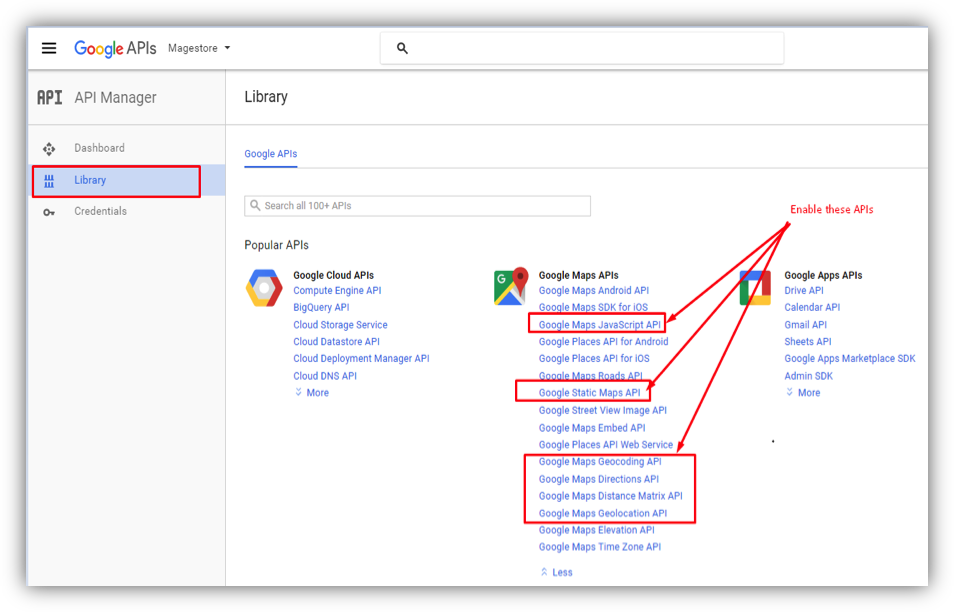 Google APIs Magestore
API API Manager
Library
Dashboard
Library
Credentials
Google APIs
Search all 100+ APIs
Enable these APIs
Popular APIs
Google Cloud APIs
Compute Engine API
BigQuery API
Cloud Storage Service
Cloud Datastore API
Cloud Deployment Manager API
Cloud DNS API
More
G
Google Maps APIs
Google Maps Android API
Google Maps SDK for iOS
Google Maps JavaScript API
Google Places API for Android
Google Places API for iOS
Google Maps Roads API
Google Static Maps API
Google Street View Image API
Google Maps Embed API
Google Places API Web Service
Google Maps Geocoding API
Google Maps Directions API
Google Maps Distance Matrix API
Google Maps Geolocation API
Google Maps Elevation API
Google Maps Time Zone API
Less
Google Apps APIs
Drive API
Calendar API
Gmail API
Sheets API
Google Apps Marketplace SDK
Admin SDK
More